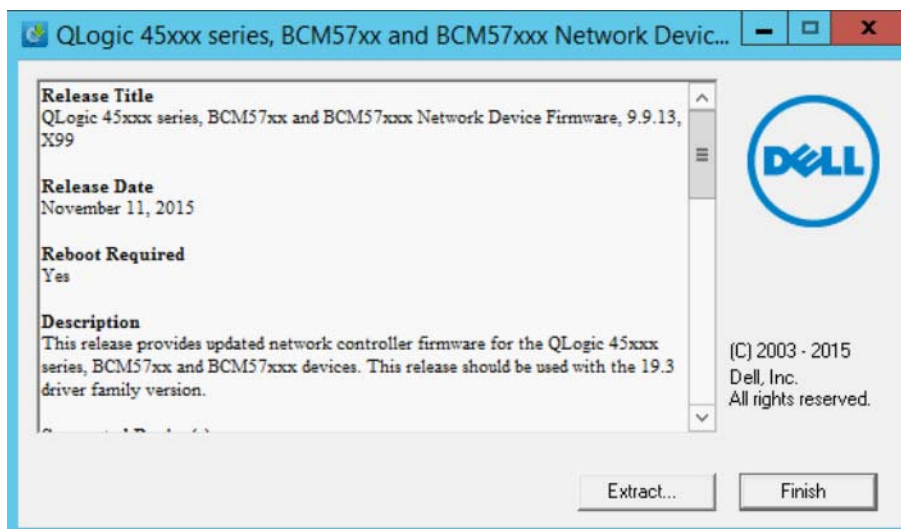 QLogic 45xxx series, BCM57xx and BCM57xxx Network Devic...
Release Title
QLogic 45xxx series, BCM57xx and BCM57xxx Network Device Firmware, 9.9.13,
X99
Release Date
November 11, 2015
Reboot Required
Yes
Description
This release provides updated network controller firmware for the QLogic 45xxx
series, BCM57xx and BCM57xxx devices. This release should be used with the 19.3
driver family version.
DELL
(C) 2003 - 2015
Dell, Inc.
All rights reserved.
Extract...
Finish